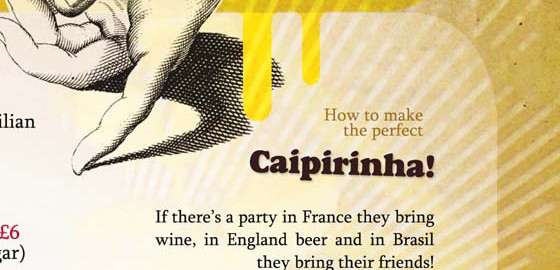 How to make
the perfect
Caipirinha!
If there's a party in France they bring
wine, in England beer and in Brasil
they bring their friends!
ilian
£6
gar)